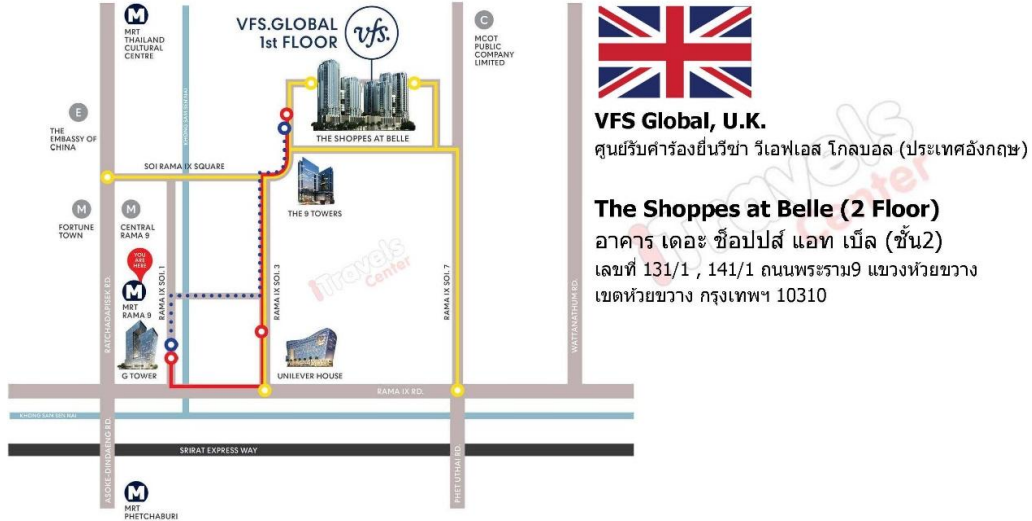 MRT
THAILAND
CULTURAL
CENTRE
VFS.GLOBAL
1st FLOOR
vfs.
C
MCOT
PUBLIC
COMPANY
LIMITED
E
THE
EMBASSY OF
CHINA
KHONG SAM SEN NAI
THE SHOPPES AT BELLE
SOI RAMA IX SQUARE
M
FORTUNE
TOWN
M
CENTRAL
RAMA 9
THE 9 TOWERS
YOU
ARE
HERE
MRT
RAMA 9
RATCHADAPISEK RD.
RAMA IX SOI. 1
RAMA IX SOI. 3
RAMA IX SOI. 7
WATTANATHUM RD.
G TOWER
UNILEVER HOUSE
RAMA IX RD.
KHONG SAM SEN NAI
SRIRAT EXPRESS WAY
ASOKE-DINDAENG RD.
PHET UTHAI RD.
M
MRT
PHETCHABURI
iTravels
Center
VFS Global, U.K.
ศูนย์รับคำร้องยื่นวีซ่า วีเอฟเอส โกลบอล (ประเทศอังกฤษ)
iTravels
Center
The Shoppes at Belle (2 Floor)
อาคาร เดอะ ช็อปปส์ แอท เบ็ล (ชั้น2)
เลขที่ 131/1 , 141/1 ถนนพระราม9 แขวงห้วยขวาง
เขตห้วยขวาง กรุงเทพฯ 10310